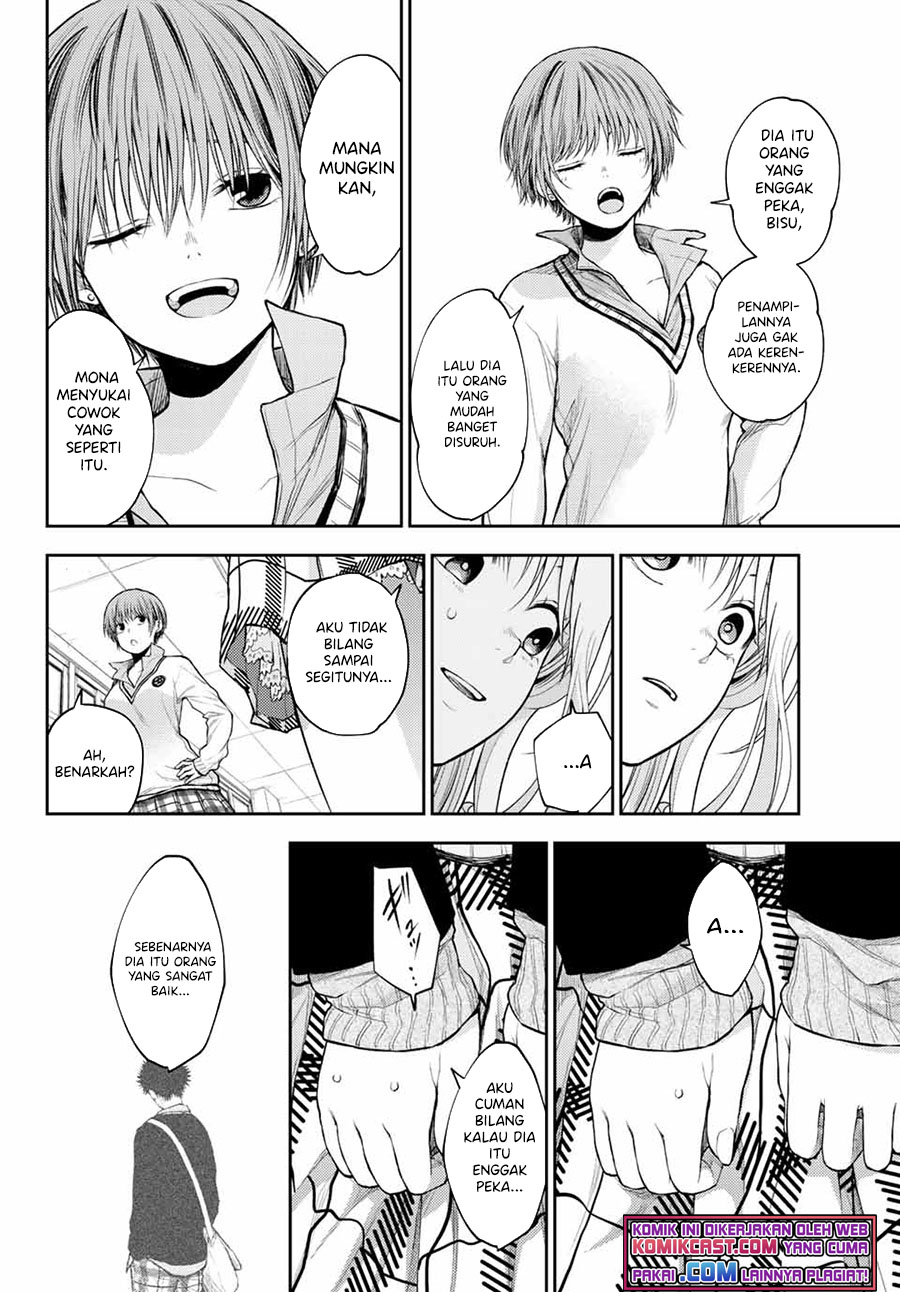 DIA ITU
ORANG
YANG
ENGGAK
PEKA,
BISU,
PENAMPI-
LANNYA
JUGA GAK
ADA KEREN-
KERENNYA.
LALU DIA
ITU ORANG
YANG
MUDAH
BANGET
DISURUH.
MANA
MUNGKIN
KAN,
MONA
MENYUKAI
COWOK
YANG
SEPERTI
ITU.
...A
AKU TIDAK
BILANG
SAMPAI
SEGITUNYA...
AH,
BENARKAH?
A...
AKU
CUMAN
BILANG
KALAU DIA
ITU
ENGGAK
PEKA...
SEBENARNYA
DIA ITU ORANG
YANG SANGAT
BAIK...
KOMIK INI DIKERJAKAN OLEH WEB
KOMIKCAST.COM YANG CUMA
PAKAI .COM LAINNYA PLAGIAT!